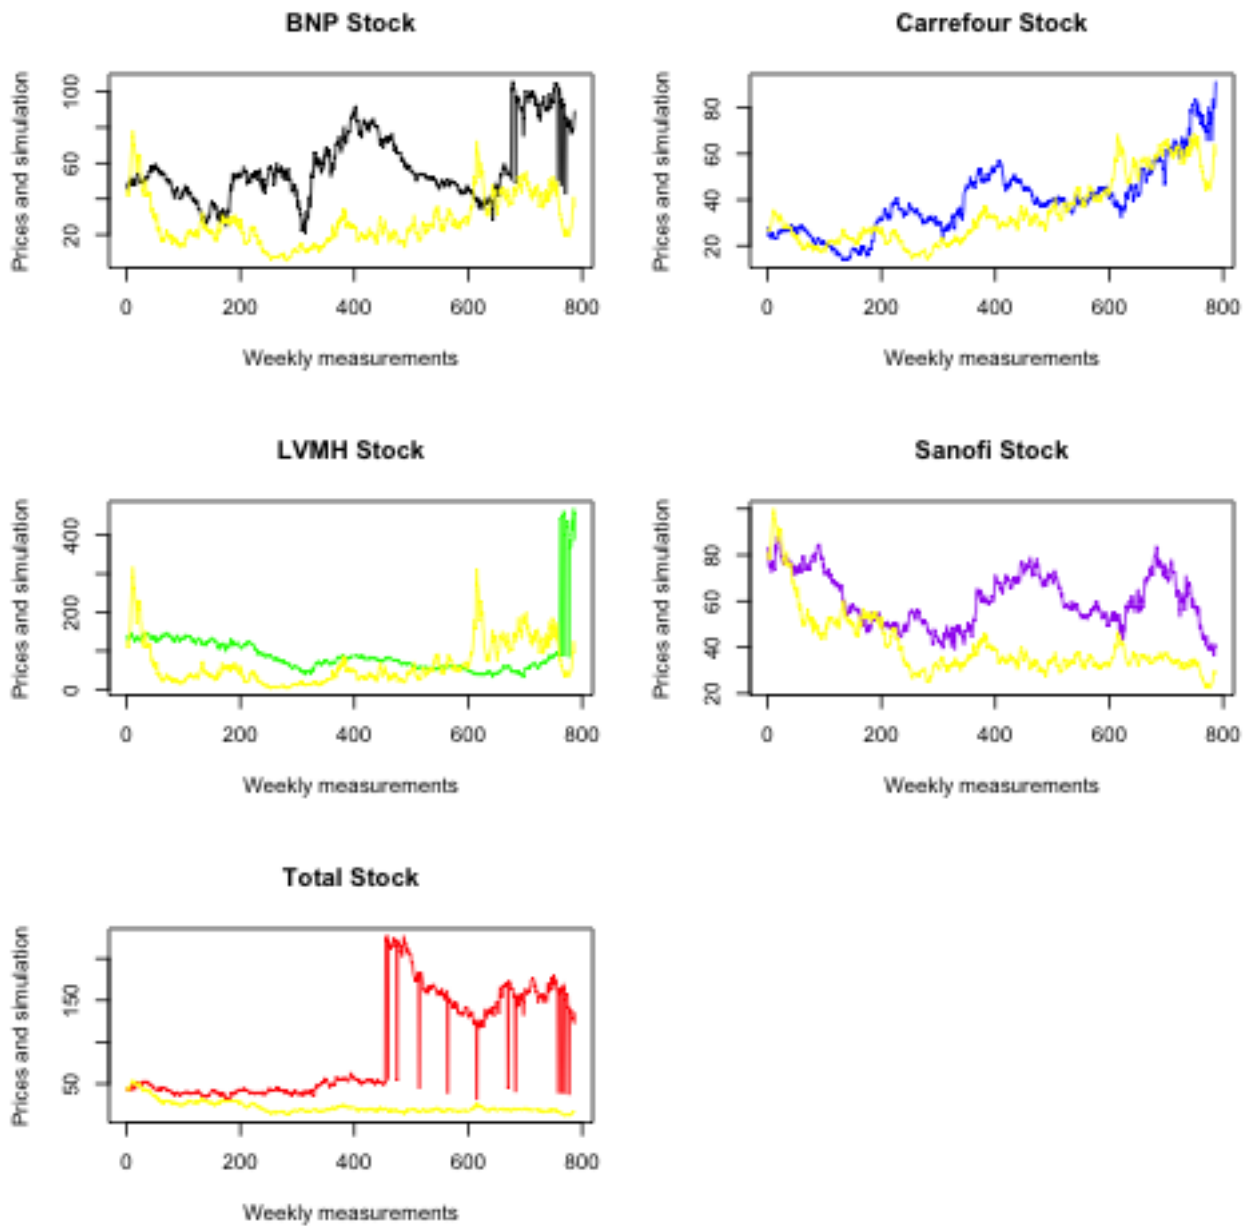 BNP Stock
Prices and simulation
20 60 100
0 200 400 600 800
Weekly measurements
Carrefour Stock
Prices and simulation
20 40 60 80
0 200 400 600 800
Weekly measurements
LVMH Stock
Prices and simulation
0 200 400
0 200 400 600 800
Weekly measurements
Sanofi Stock
Prices and simulation
20 40 60 80
0 200 400 600 800
Weekly measurements
Total Stock
Prices and simulation
50 150
0 200 400 600 800
Weekly measurements